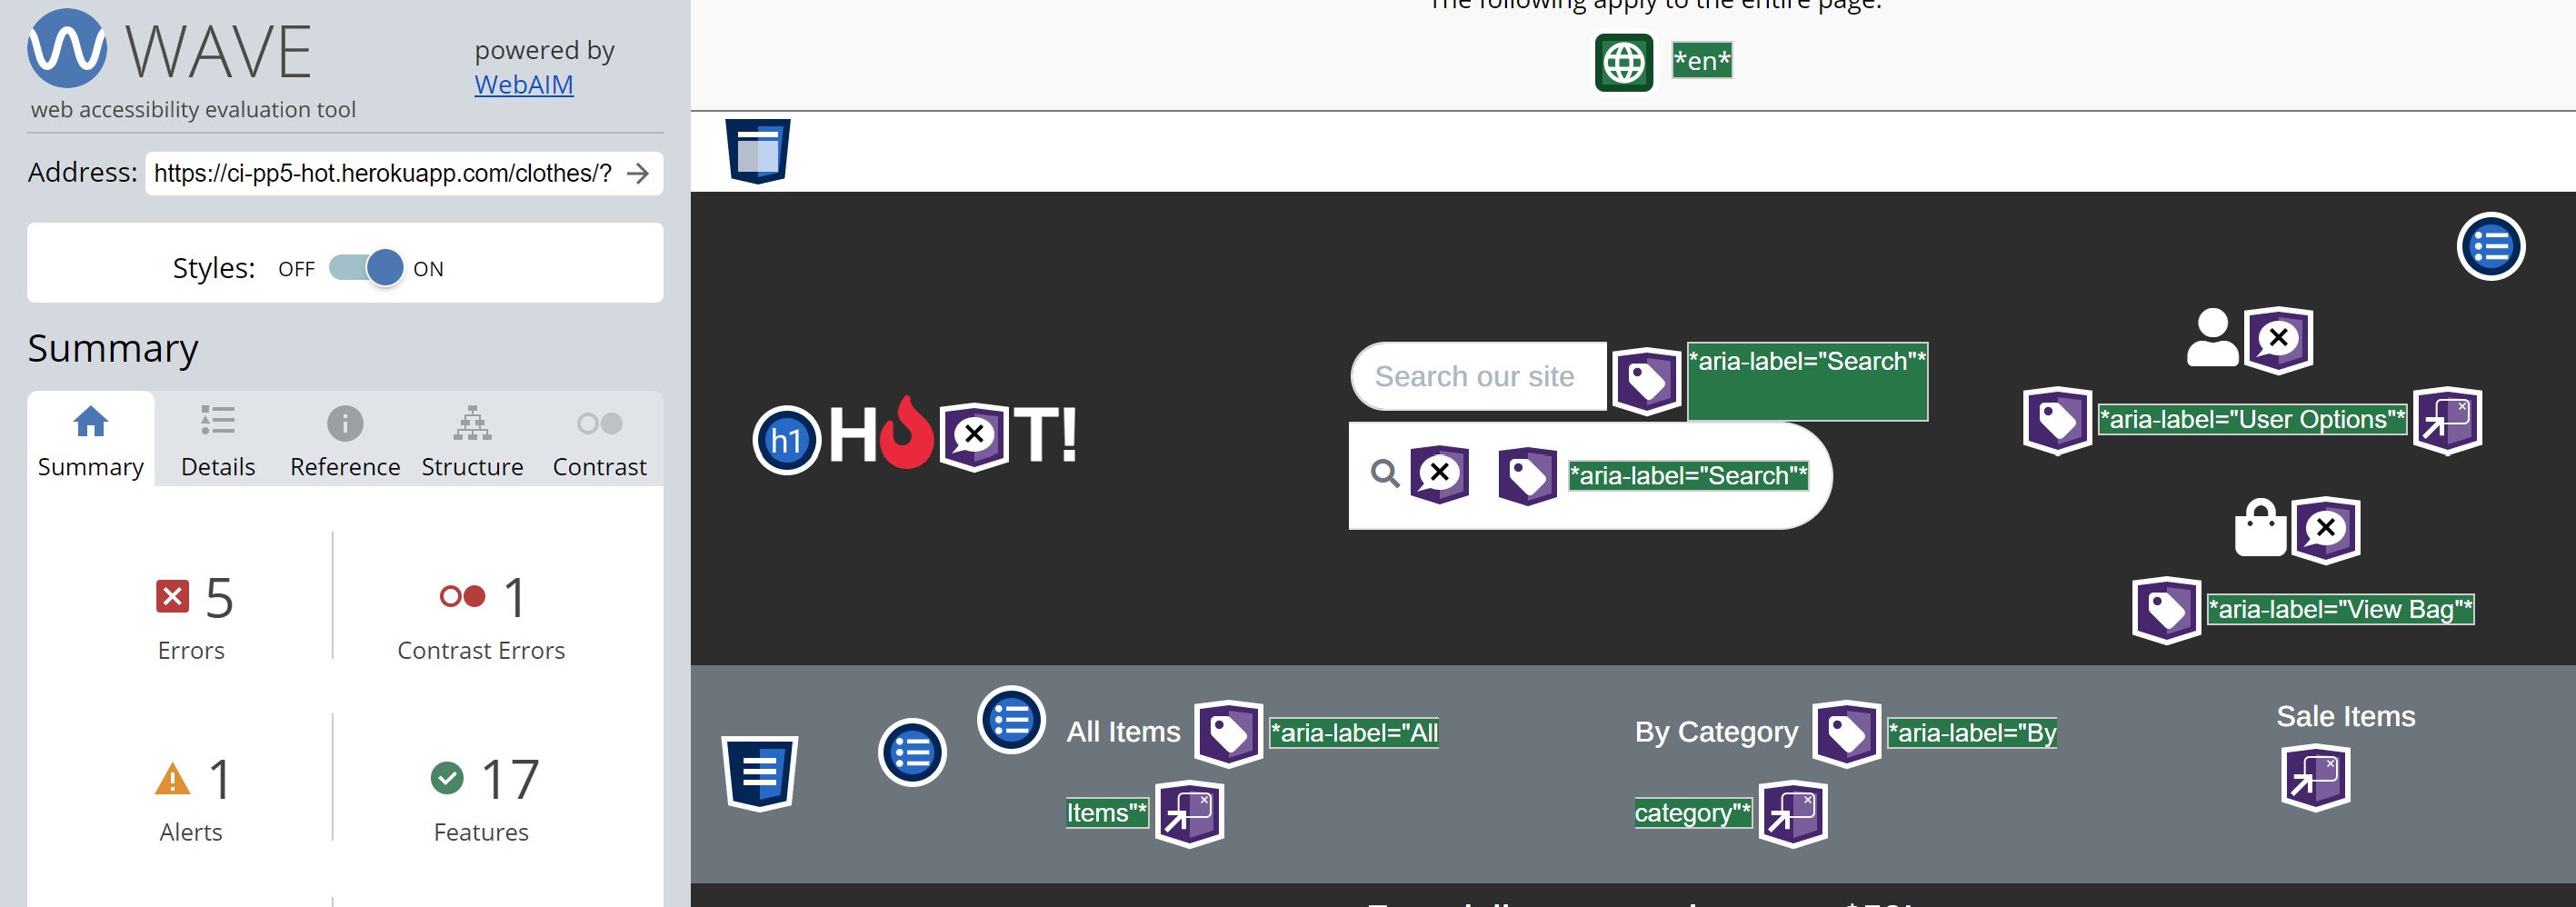 WAVE
powered by
WebAIM
web accessibility evaluation tool
Address:
https://ci-pp5-hot.herokuapp.com/clothes/?
Styles:
OFF
ON
Summary
Summary
Details
Reference
Structure
Contrast
5
Errors
1
Contrast Errors
1
Alerts
17
Features
The following apply to the entire page:
*en*
h1
H
T!
Search our site
*aria-label="Search"*
*aria-label="Search"*
*aria-label="User Options"*
*aria-label="View Bag"*
All Items
*aria-label="All
Items"*
By Category
*aria-label="By
category"*
Sale Items